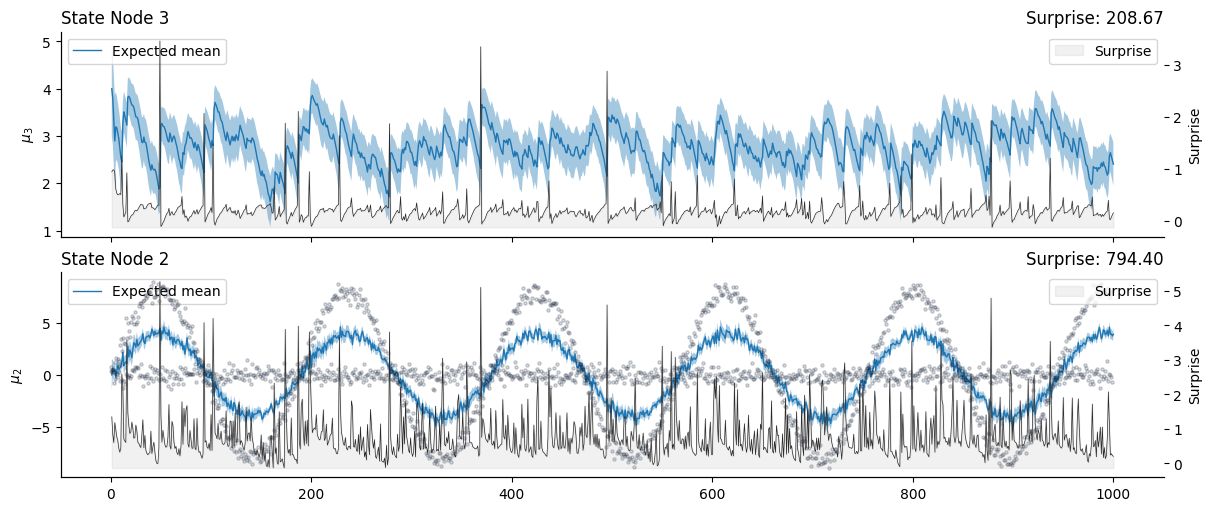 State Node 3 Surprise: 208.67
Expected mean
Surprise
5
4
3
2
1
μ3
3
2
1
0
Surprise
State Node 2 Surprise: 794.40
Expected mean
Surprise
5
0
−5
μ2
5
4
3
2
1
0
Surprise
0 200 400 600 800 1000